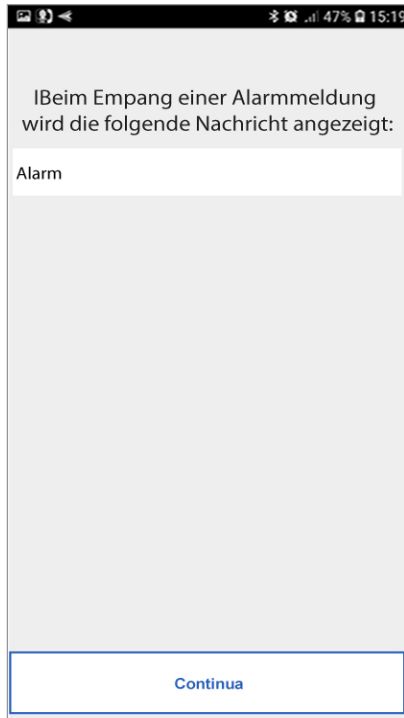 47% 15:19
IBeim Empang einer Alarmmeldung
wird die folgende Nachricht angezeigt:
Alarm
Continua